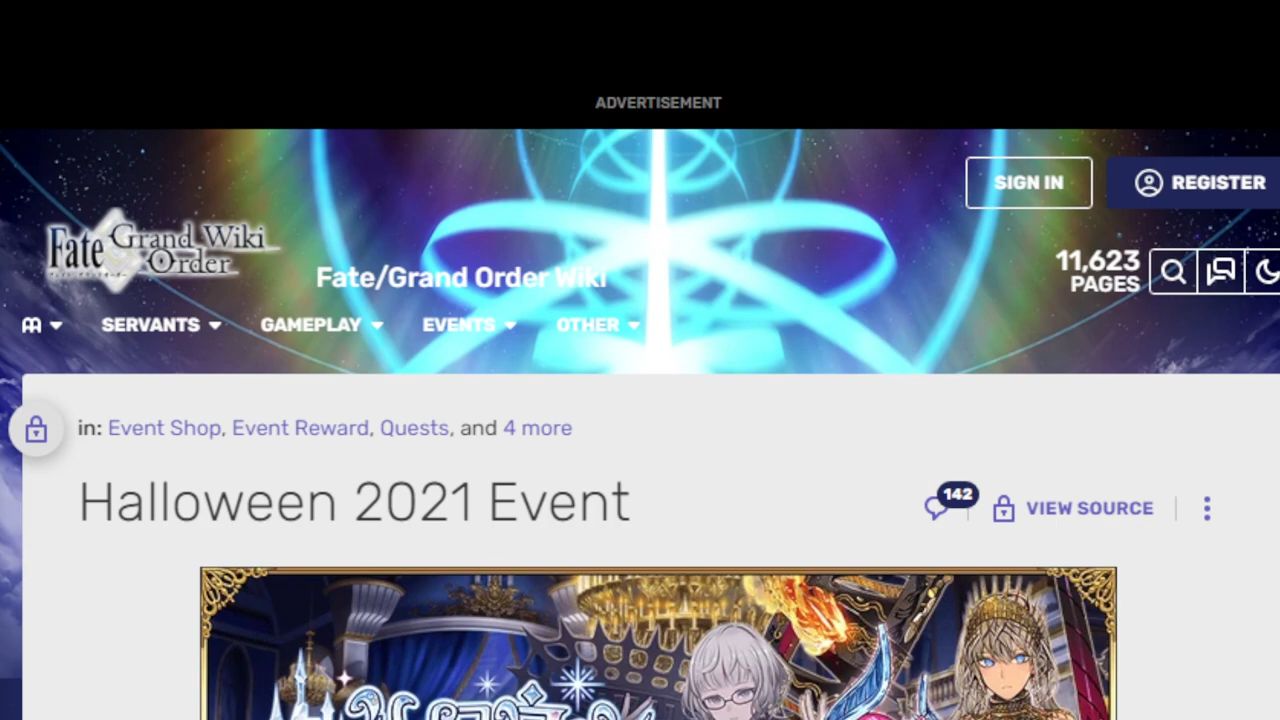 ADVERTISEMENT
SIGN IN
REGISTER
Fate Grand Wiki
Order
Fate/Grand Order Wiki
11,623
PAGES
SERVANTS
GAMEPLAY
EVENTS
OTHER
in: Event Shop, Event Reward, Quests, and 4 more
Halloween 2021 Event
142
VIEW SOURCE